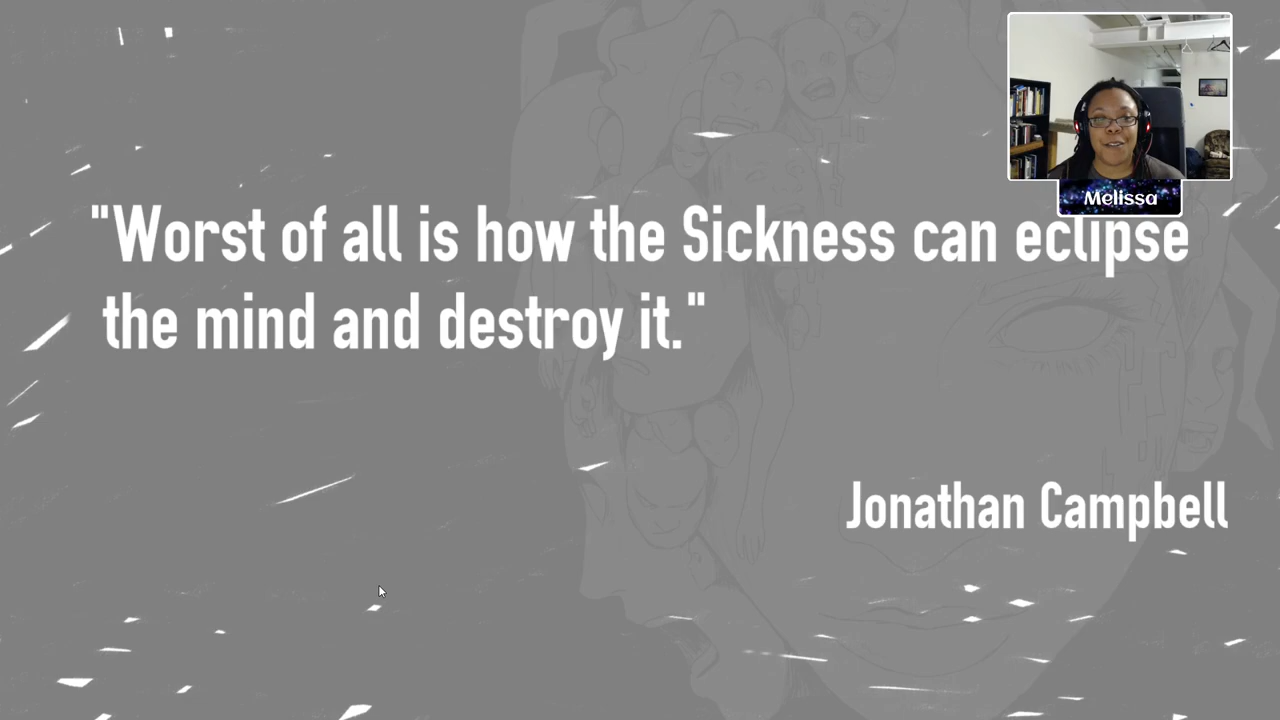 Melissa
"Worst of all is how the Sickness can eclipse
the mind and destroy it."
Jonathan Campbell